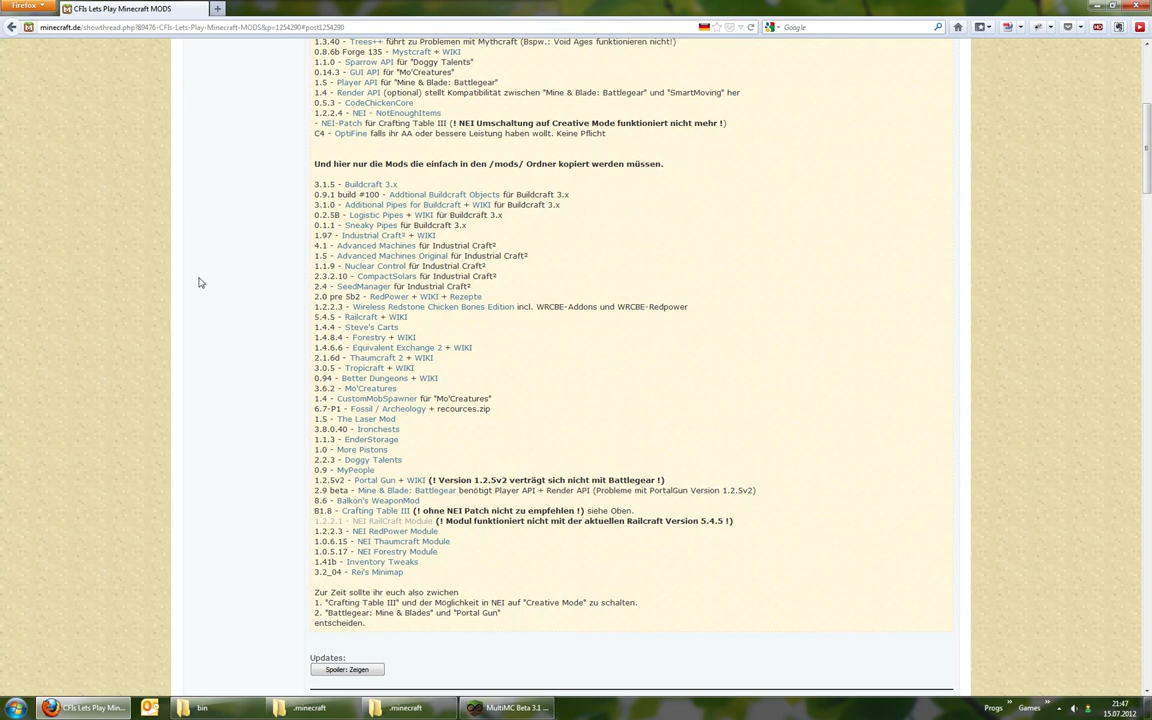 Firefox
CFIs Lets Play Minecraft MODS
minecraft.de/showthread.php?89476-CFIs-Lets-Play-Minecraft-MODS&p=1254290#post1254290
Google
1.3.40 - Trees++ führt zu Problemen mit Mythcraft (Bspw.: Void Ages funktionieren nicht!)
0.8.6b Forge 135 - Mystcraft + WIKI
1.1.0 - Sparrow API für "Doggy Talents"
0.14.3 - GUI API für "Mo'Creatures"
1.5 - Player API für "Mine & Blade: Battlegear"
1.4 - Render API (optional) stellt Kompatibilität zwischen "Mine & Blade: Battlegear" und "SmartMoving" her
0.5.3 - CodeChickenCore
1.2.2.4 - NEI - NotEnoughItems
- NEI-Patch für Crafting Table III (! NEI Umschaltung auf Creative Mode funktioniert nicht mehr !)
C4 - OptiFine falls ihr AA oder bessere Leistung haben wollt. Keine Pflicht
Und hier nur die Mods die einfach in den /mods/ Ordner kopiert werden müssen.
3.1.5 - Buildcraft 3.x
0.9.1 build #100 - Addtional Buildcraft Objects für Buildcraft 3.x
3.1.0 - Additional Pipes for Buildcraft + WIKI für Buildcraft 3.x
0.2.5B - Logistic Pipes + WIKI für Buildcraft 3.x
0.1.1 - Sneaky Pipes für Buildcraft 3.x
1.97 - Industrial Craft² + WIKI
4.1 - Advanced Machines für Industrial Craft²
1.5 - Advanced Machines Original für Industrial Craft²
1.1.9 - Nuclear Control für Industrial Craft²
2.3.2.10 - CompactSolars für Industrial Craft²
2.4 - SeedManager für Industrial Craft²
2.0 pre 5b2 - RedPower + WIKI + Rezepte
1.2.2.3 - Wireless Redstone Chicken Bones Edition incl. WRCBE-Addons und WRCBE-Redpower
5.4.5 - Railcraft + WIKI
1.4.4 - Steve's Carts
1.4.8.4 - Forestry + WIKI
1.4.6.6 - Equivalent Exchange 2 + WIKI
2.1.6d - Thaumcraft 2 + WIKI
3.0.5 - Tropicraft + WIKI
0.94 - Better Dungeons + WIKI
3.6.2 - Mo'Creatures
1.4 - CustomMobSpawner für "Mo'Creatures"
6.7-P1 - Fossil / Archeology + recources.zip
1.5 - The Laser Mod
3.8.0.40 - Ironchests
1.1.3 - EnderStorage
1.0 - More Pistons
2.2.3 - Doggy Talents
0.9 - MyPeople
1.2.5v2 - Portal Gun + WIKI (! Version 1.2.5v2 verträgt sich nicht mit Battlegear !)
2.9 beta - Mine & Blade: Battlegear benötigt Player API + Render API (Probleme mit PortalGun Version 1.2.5v2)
8.6 - Balkon's WeaponMod
B1.8 - Crafting Table III (! ohne NEI Patch nicht zu empfehlen !) siehe Oben.
1.2.2.1 - NEI RailCraft Module (! Modul funktioniert nicht mit der aktuellen Railcraft Version 5.4.5 !)
1.2.2.3 - NEI RedPower Module
1.0.6.15 - NEI Thaumcraft Module
1.0.5.17 - NEI Forestry Module
1.41b - Inventory Tweaks
3.2_04 - Rei's Minimap
Zur Zeit sollte ihr euch also zwichen
1. "Crafting Table III" und der Möglichkeit in NEI auf "Creative Mode" zu schalten.
2. "Battlegear: Mine & Blades" und "Portal Gun"
entscheiden.
Updates:
Spoiler: Zeigen
CFIs Lets Play Min...
bin
.minecraft
.minecraft
MultiMC Beta 3.1 ...
Progs
Games
21:47
15.07.2012